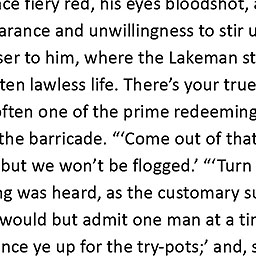 ce fiery red, his eyes bloodshot,
arance and unwillingness to stir u
ser to him, where the Lakeman st
ten lawless life. There’s your true
often one of the prime redeeming
the barricade. “‘Come out of that
but we won’t be flogged.’ “‘Turn
ng was heard, as the customary su
would but admit one man at a tin
nce ye up for the try-pots;’ and, s